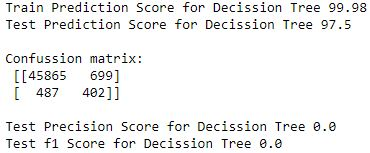 Train Prediction Score for Decission Tree 99.98
Test Prediction Score for Decission Tree 97.5
Confussion matrix:
[[45865 699]
[ 487 402]]
Test Precision Score for Decission Tree 0.0
Test f1 Score for Decission Tree 0.0